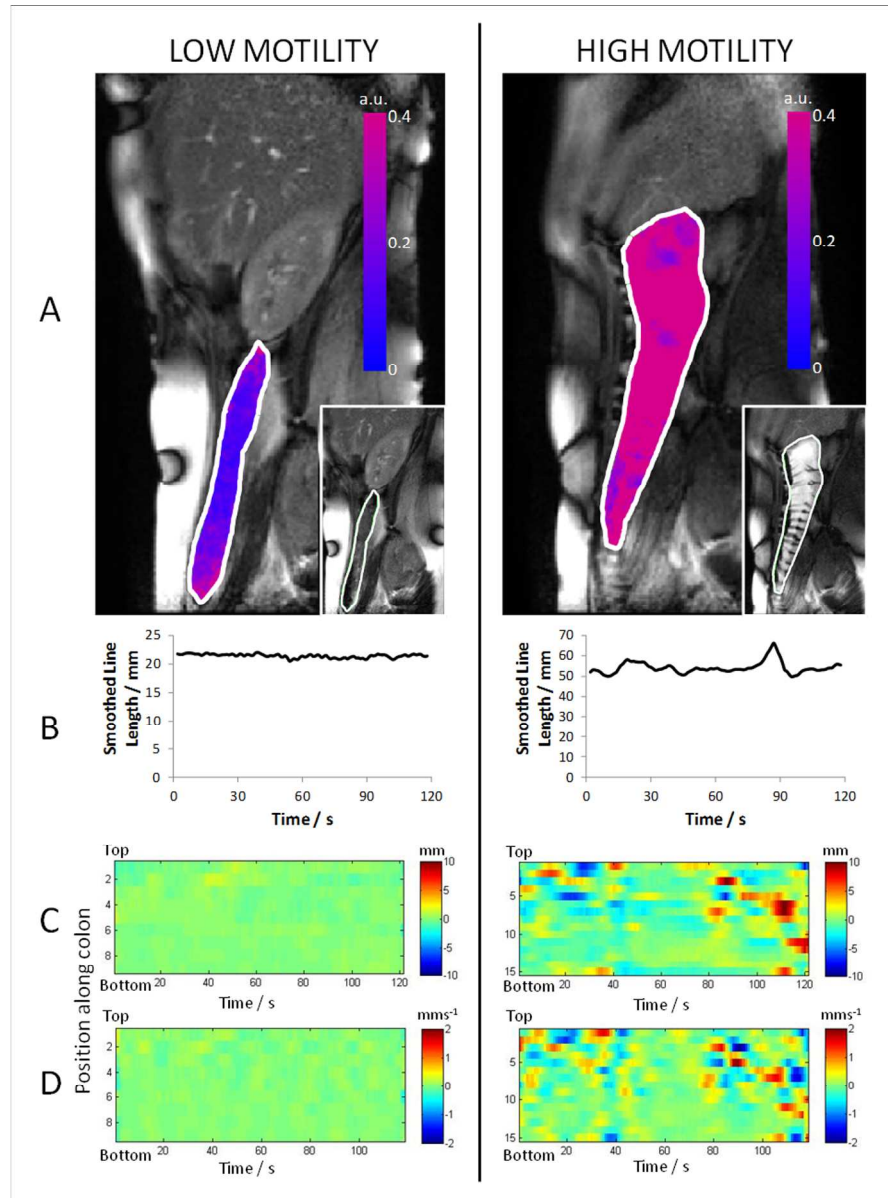 LOW MOTILITY
HIGH MOTILITY
A
a.u.
0.4
0.2
0
a.u.
0.4
0.2
0
B
Smoothed Line
Length / mm
25
20
15
10
5
0
0 30 60 90 120
Time / s
Smoothed Line
Length / mm
70
60
50
40
30
20
10
0
0 30 60 90 120
Time / s
Position along colon
C
Top
mm
2
4
6
8
10
5
0
-5
-10
Bottom
20 40 60 80 100 120
Time / s
Top
mm
5
10
15
10
5
0
-5
-10
Bottom
20 40 60 80 100 120
Time / s
D
Top
mms-1
2
4
6
8
2
1
0
-1
-2
Bottom
20 40 60 80 100
Time / s
Top
mms-1
5
10
15
2
1
0
-1
-2
Bottom
20 40 60 80 100
Time / s